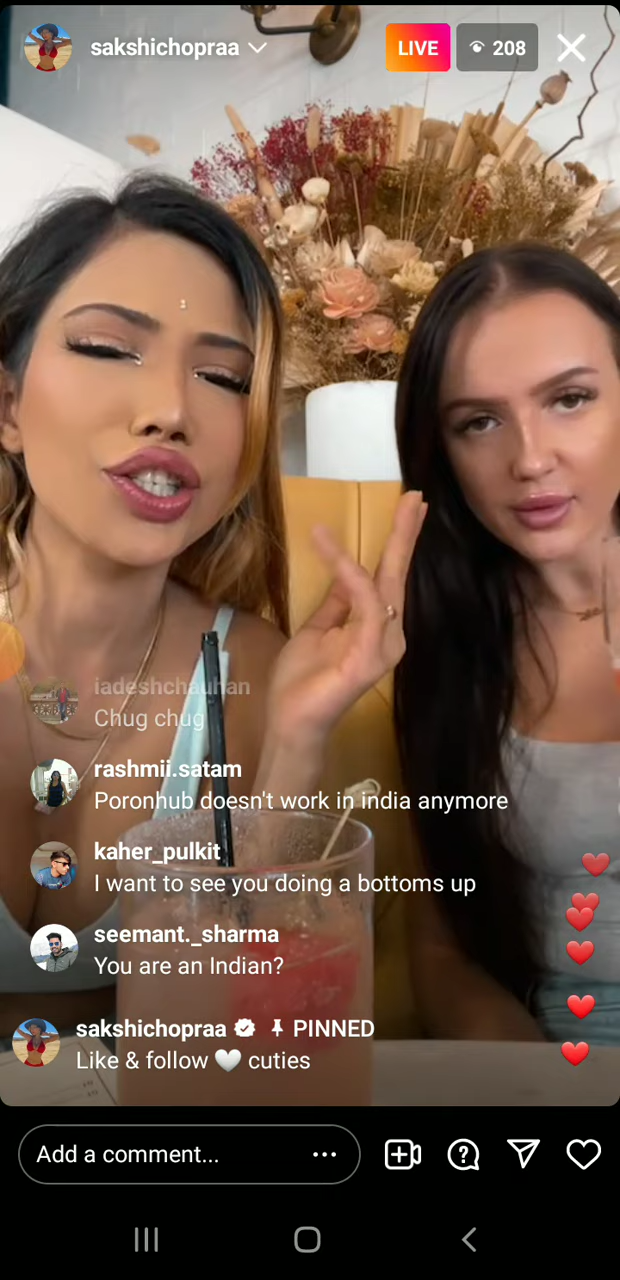 sakshichopraa
LIVE
208
iadeshchauhan
Chug chug
rashmii.satam
Poronhub doesn't work in india anymore
kaher_pulkit
I want to see you doing a bottoms up
seemant._sharma
You are an Indian?
sakshichopraa PINNED
Like & follow 🤍 cuties
Add a comment...